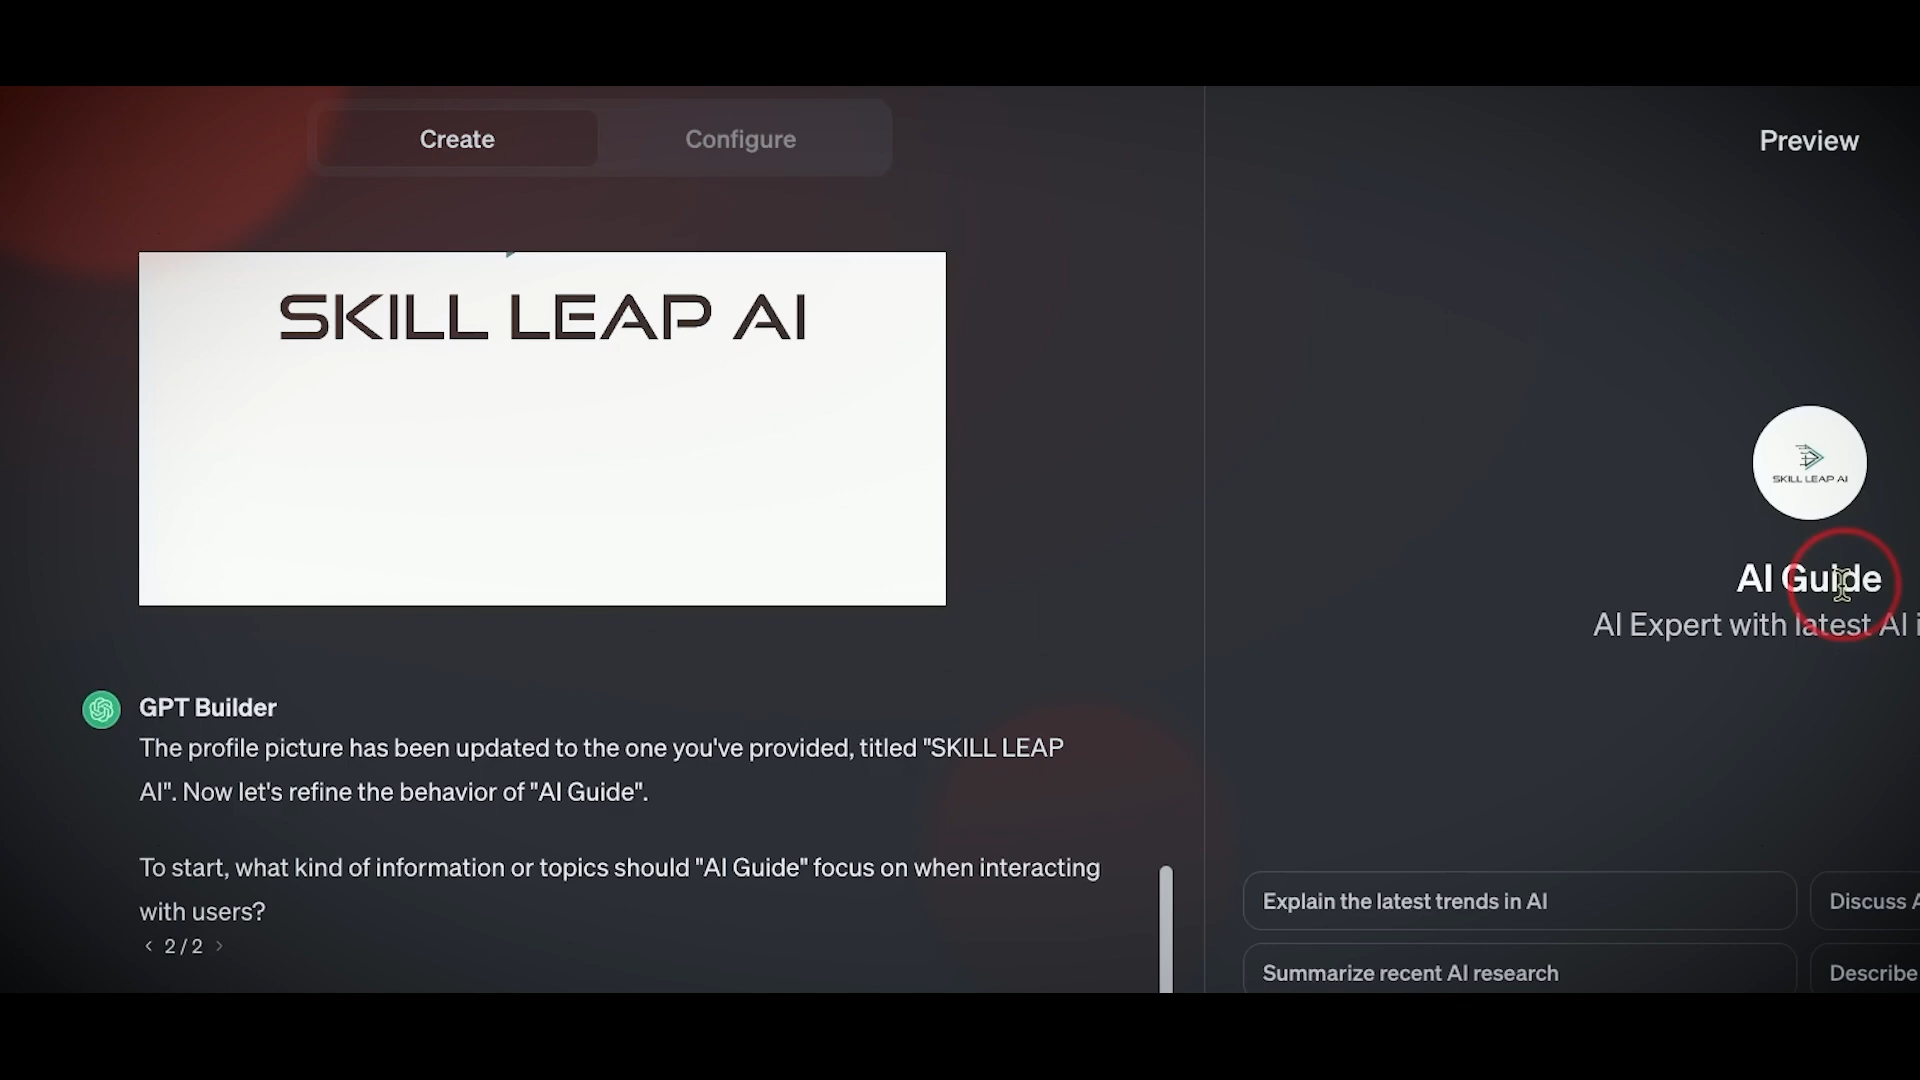 Create
Configure
Preview
SKILL LEAP AI
SKILL LEAP AI
AI Guide
AI Expert with latest AI
GPT Builder
The profile picture has been updated to the one you've provided, titled "SKILL LEAP
AI". Now let's refine the behavior of "AI Guide".
To start, what kind of information or topics should "AI Guide" focus on when interacting
with users?
2 / 2
Explain the latest trends in AI
Discuss
Summarize recent AI research
Describe